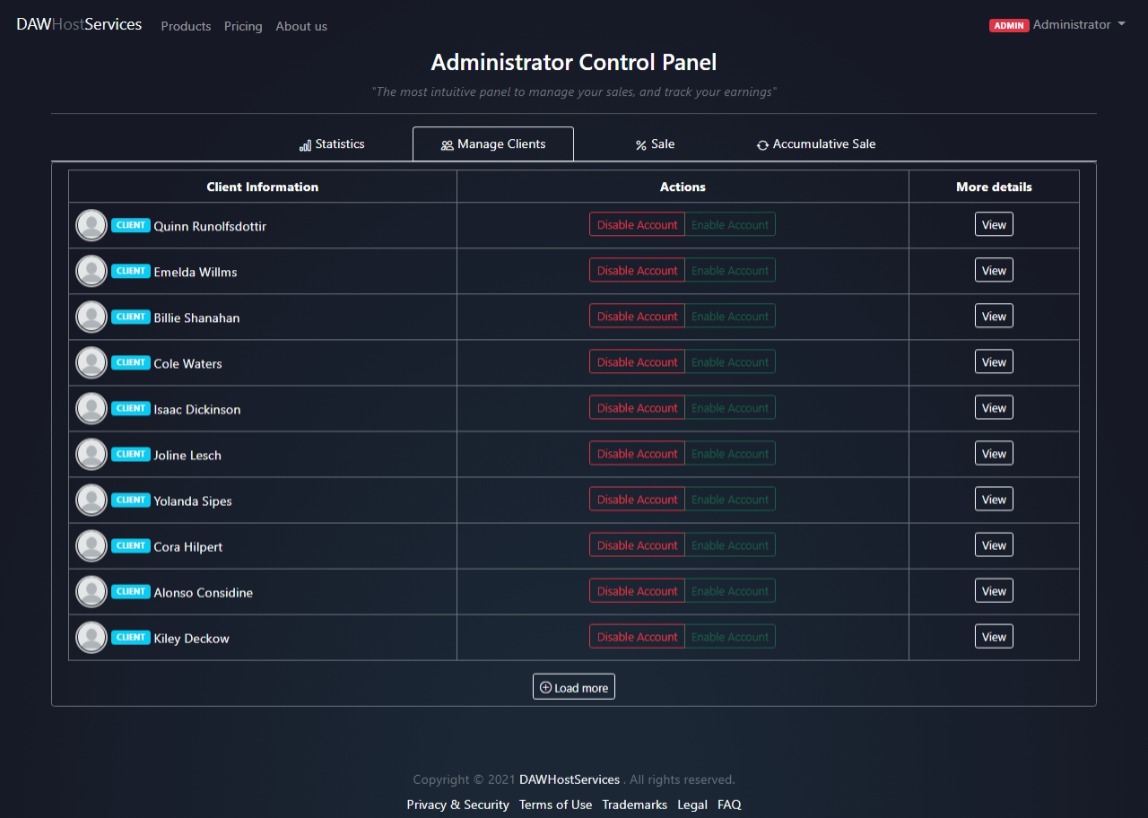 DAWHostServices Products Pricing About us ADMIN Administrator
Administrator Control Panel
"The most intuitive panel to manage your sales, and track your earnings"
Statistics Manage Clients Sale Accumulative Sale
Client Information Actions More details
CLIENT Quinn Runolfsdottir Disable Account Enable Account View
CLIENT Emelda Willms Disable Account Enable Account View
CLIENT Billie Shanahan Disable Account Enable Account View
CLIENT Cole Waters Disable Account Enable Account View
CLIENT Isaac Dickinson Disable Account Enable Account View
CLIENT Joline Lesch Disable Account Enable Account View
CLIENT Yolanda Sipes Disable Account Enable Account View
CLIENT Cora Hilpert Disable Account Enable Account View
CLIENT Alonso Considine Disable Account Enable Account View
CLIENT Kiley Deckow Disable Account Enable Account View
Load more
Copyright © 2021 DAWHostServices . All rights reserved.
Privacy & Security Terms of Use Trademarks Legal FAQ